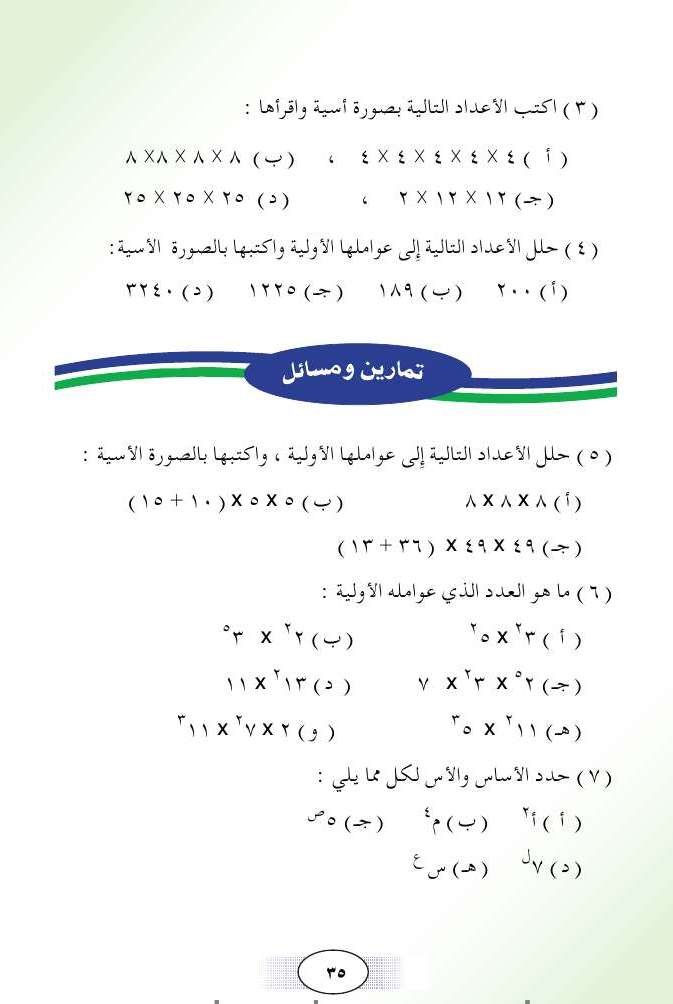 ( ٣ ) اكتب الأعداد التالية بصورة أسية واقرأها :
( أ ) ٤ × ٤ × ٤ × ٤ × ٤ ، ( ب ) ٨ × ٨ × ٨× ٨
( جـ ) ١٢ × ١٢ × ٢ ، ( د ) ٢٥ × ٢٥ × ٢٥
( ٤ ) حلل الأعداد التالية إلى عواملها الأولية واكتبها بالصورة الأسية :
( أ ) ٢٠٠ ( ب ) ١٨٩ ( جـ ) ١٢٢٥ ( د ) ٣٢٤٠
تمارين ومسائل
( ٥ ) حلل الأعداد التالية إلى عواملها الأولية ، واكتبها بالصورة الأسية :
( أ ) ٨ × ٨ × ٨ ( ب ) ٥ × ٥ × ( ١٠ + ١٥ )
( جـ ) ٤٩ × ٤٩ × ( ٣٦ + ١٣ )
( ٦ ) ما هو العدد الذي عوامله الأولية :
( أ ) ٣^٢ × ٥^٢ ( ب ) ٢^٢ × ٣^٥
( جـ ) ٢^٥ × ٣^٢ × ٧ ( د ) ١٣^٢ × ١١
( هـ ) ١١^٢ × ٥^٣ ( و ) ٢ × ٧^٢ × ١١^٣
( ٧ ) حدد الأساس والأس لكل مما يلي :
( أ ) أ^٢ ( ب ) م^٤ ( جـ ) ٥^ص
( د ) ٧^ل ( هـ ) س^ع
٣٥